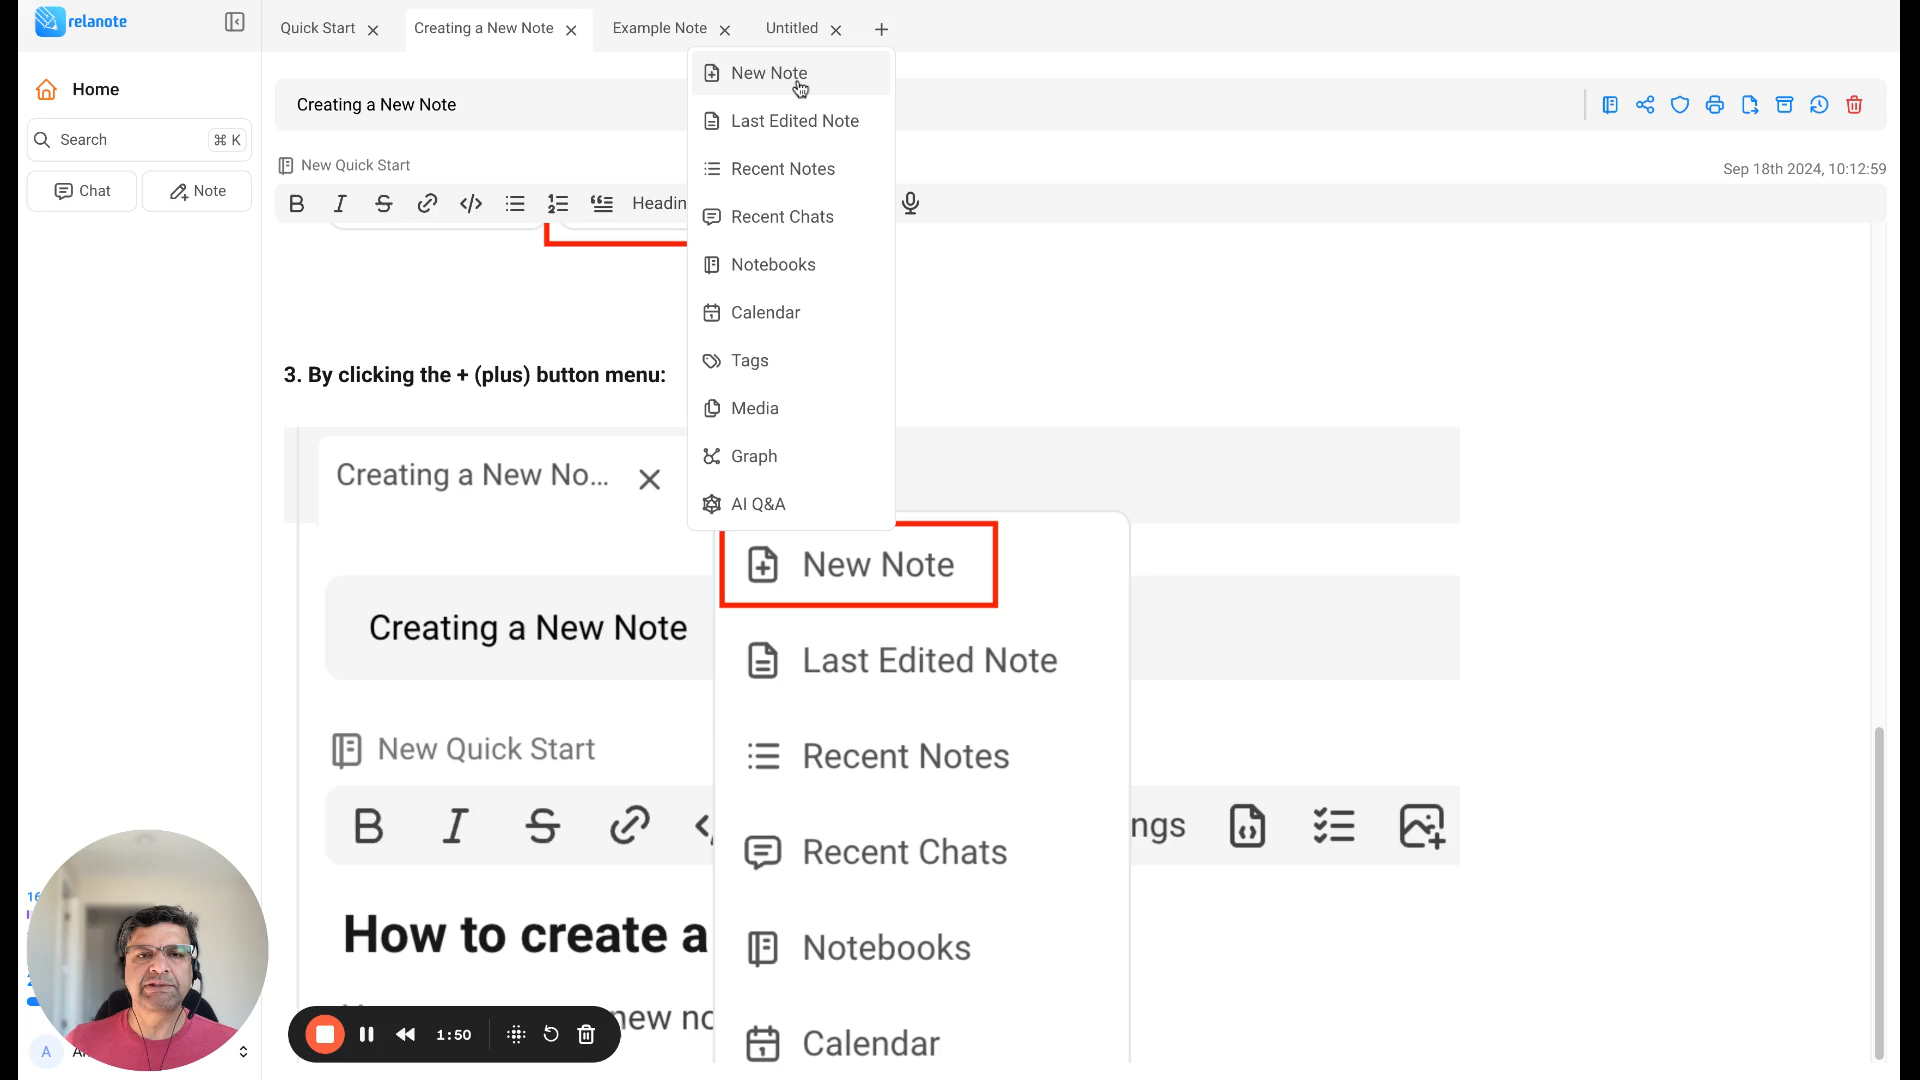 relanote
Quick Start
Creating a New Note
Example Note
Untitled
Home
Search
⌘ K
Chat
Note
Creating a New Note
New Quick Start
Sep 18th 2024, 10:12:59
Headin
New Note
Last Edited Note
Recent Notes
Recent Chats
Notebooks
Calendar
Tags
Media
Graph
AI Q&A
3. By clicking the + (plus) button menu:
Creating a New No...
New Note
Creating a New Note
Last Edited Note
New Quick Start
Recent Notes
ngs
Recent Chats
How to create a
Notebooks
new no
Calendar
1:50
16
A